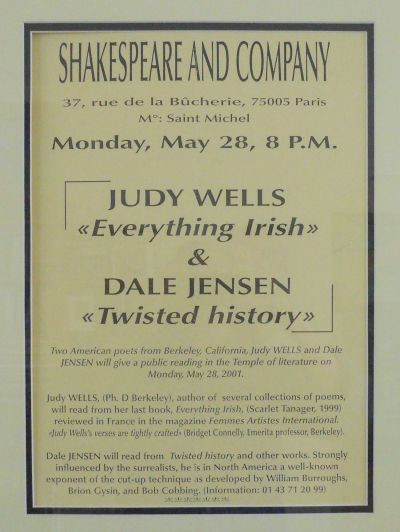 SHAKESPEARE AND COMPANY
37, rue de la Bûcherie, 75005 Paris
M°: Saint Michel
Monday, May 28, 8 P.M.
JUDY WELLS
«Everything Irish»
&
DALE JENSEN
«Twisted history»
Two American poets from Berkeley, California, Judy WELLS and Dale
JENSEN will give a public reading in the Temple of literature on
Monday, May 28, 2001.
Judy WELLS, (Ph. D Berkeley), author of several collections of poems,
will read from her last book, Everything Irish, (Scarlet Tanager, 1999)
reviewed in France in the magazine Femmes Artistes International.
«Judy Wells's verses are tightly crafted» (Bridget Connelly, Emerita professor, Berkeley).
Dale JENSEN will read from Twisted history and other works. Strongly
influenced by the surrealists, he is in North America a well-known
exponent of the cut-up technique as developed by William Burroughs,
Brion Gysin, and Bob Cobbing. (Information: 01 43 71 20 99)